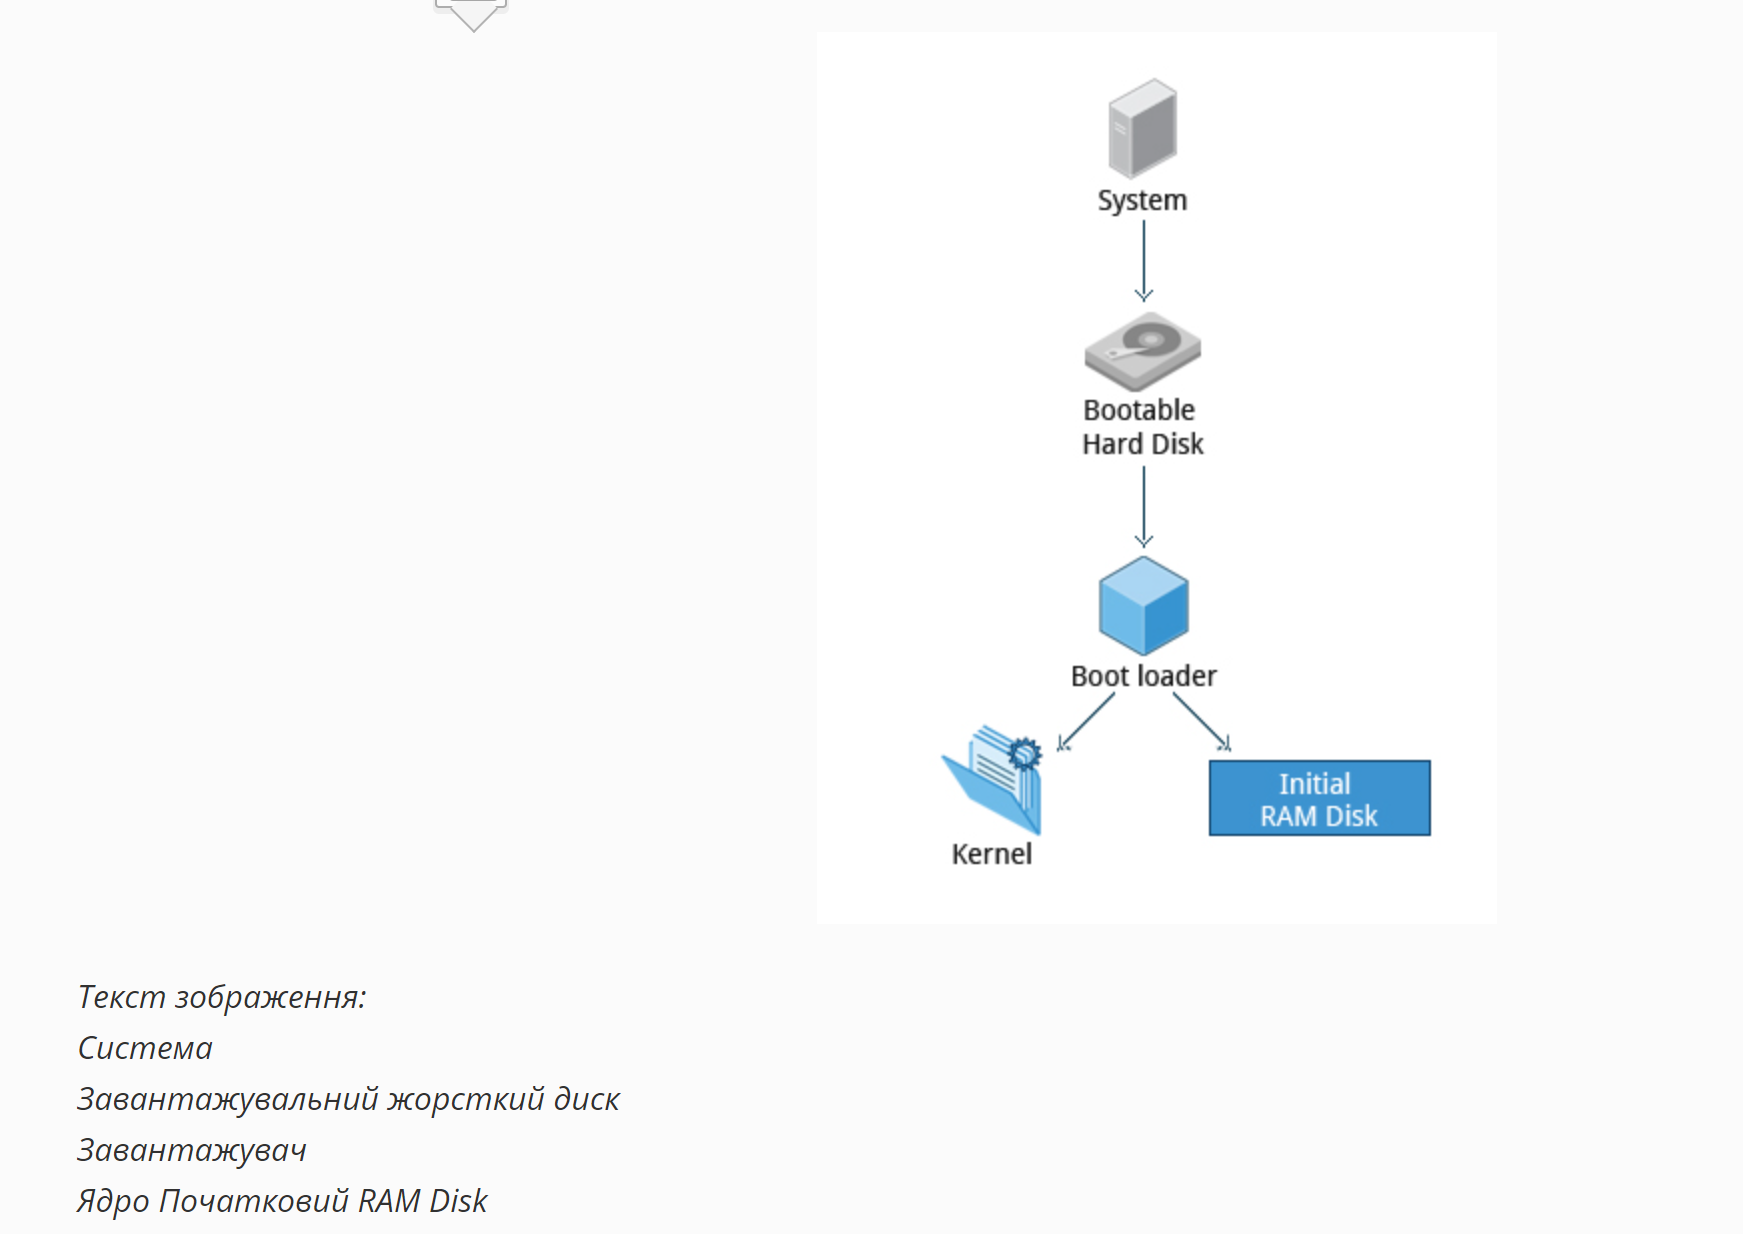 System
Bootable
Hard Disk
Boot loader
Initial
RAM Disk
Kernel
Текст зображення:
Система
Завантажувальний жорсткий диск
Завантажувач
Ядро Початковий RAM Disk